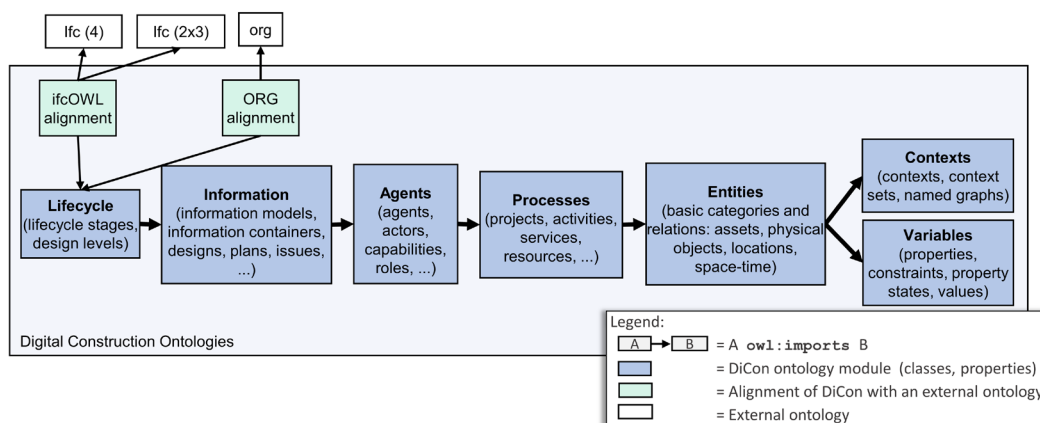 Ifc (4)
Ifc (2x3)
org
ifcOWL
alignment
ORG
alignment
Lifecycle
(lifecycle stages,
design levels)
Information
(information models,
information containers,
designs, plans, issues,
...)
Agents
(agents,
actors,
capabilities,
roles, ...)
Processes
(projects, activities,
services,
resources, ...)
Entities
(basic categories and
relations: assets, physical
objects, locations,
space-time)
Contexts
(contexts, context
sets, named graphs)
Variables
(properties,
constraints, property
states, values)
Digital Construction Ontologies
Legend:
A B = A owl:imports B
= DiCon ontology module (classes, properties)
= Alignment of DiCon with an external ontology
= External ontology